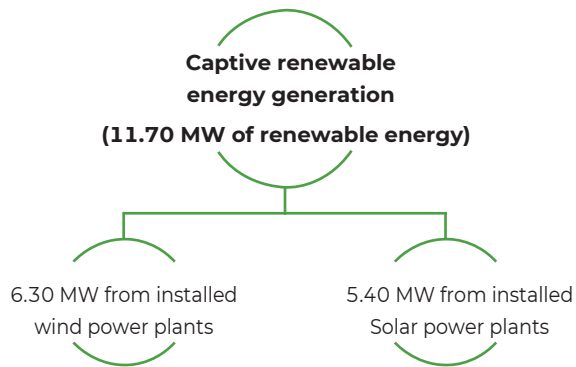 Captive renewable
energy generation
(11.70 MW of renewable energy)
6.30 MW from installed
wind power plants
5.40 MW from installed
Solar power plants